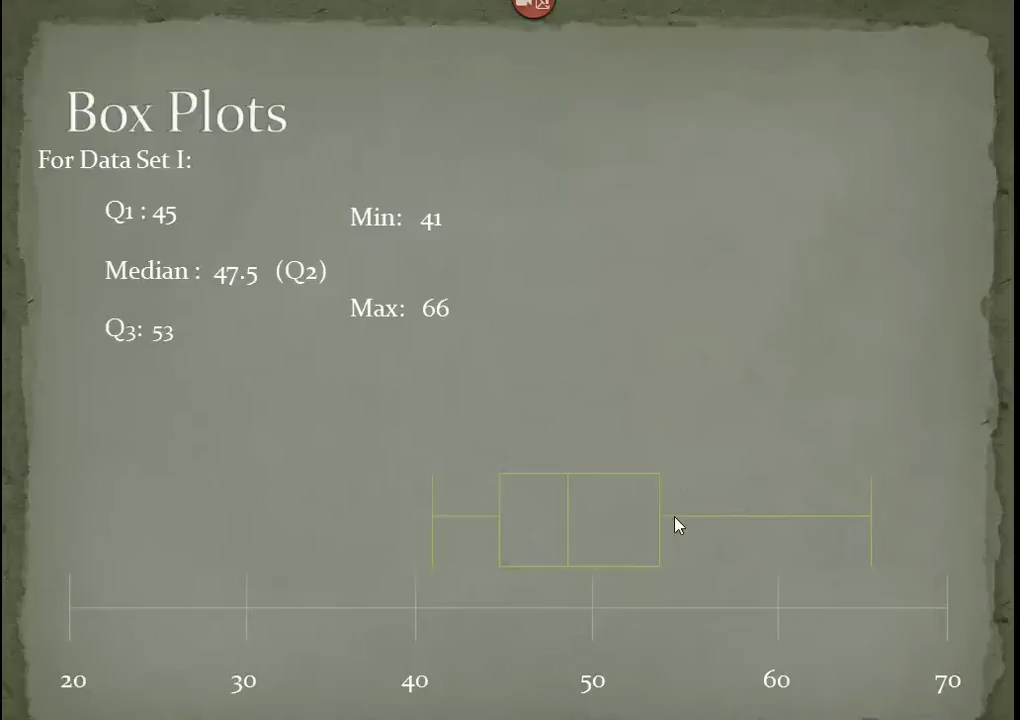 Box Plots
For Data Set I:
Q1 : 45
Min: 41
Median : 47.5 (Q2)
Max: 66
Q3: 53
20 30 40 50 60 70